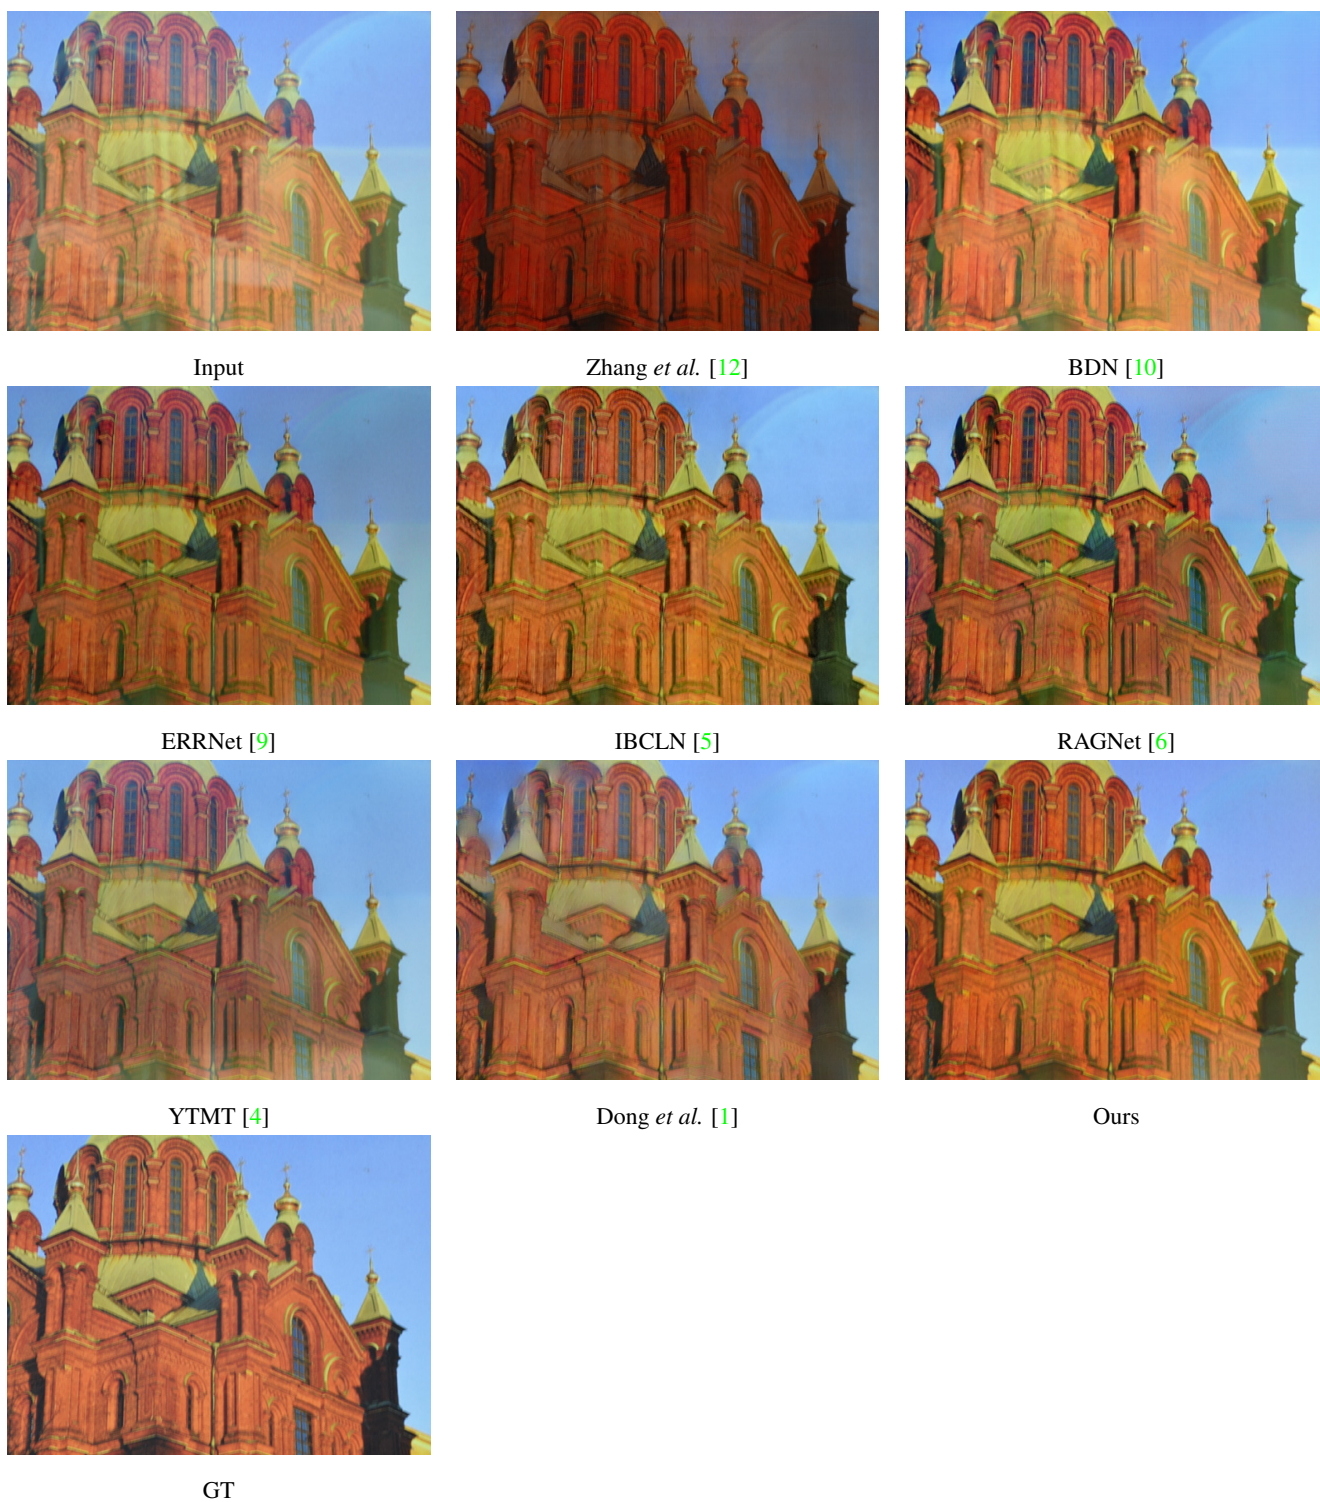 Input
Zhang et al. [12]
BDN [10]
ERRNet [9]
IBCLN [5]
RAGNet [6]
YTMT [4]
Dong et al. [1]
Ours
GT